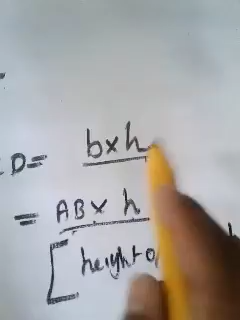 D= b×h
= AB× h
[ height